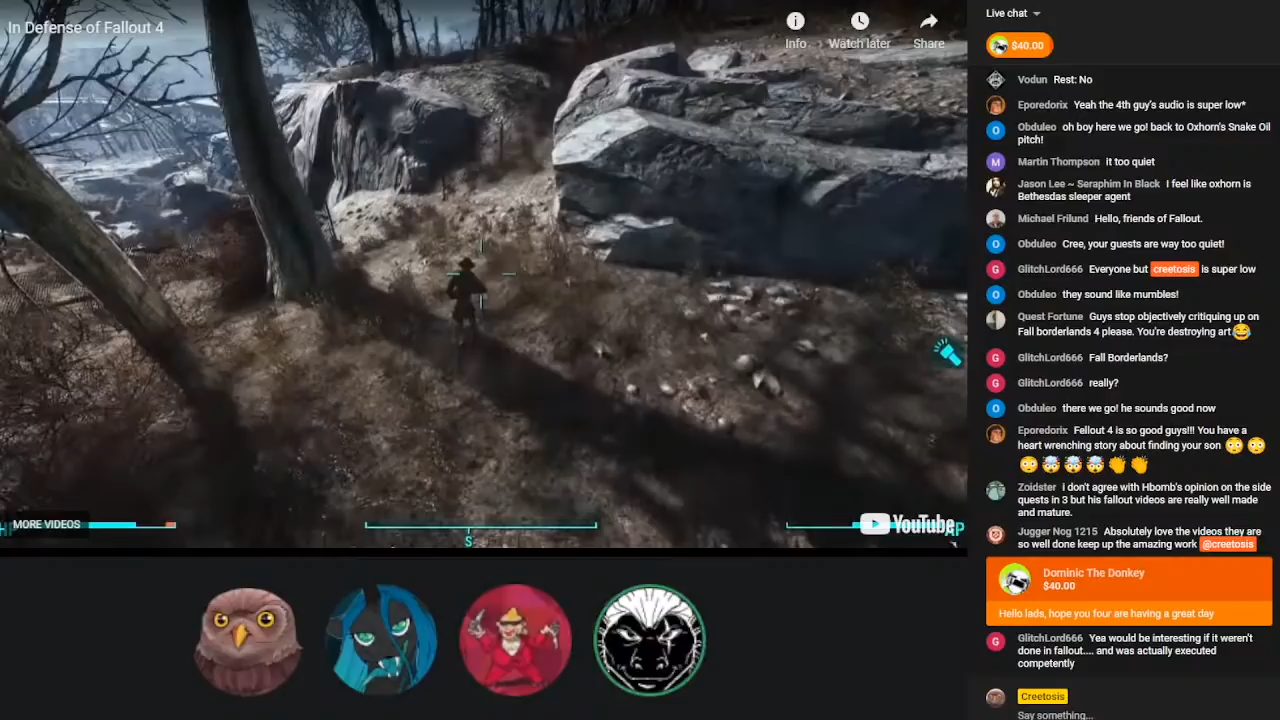 In Defense of Fallout 4
Info
Watch later
Share
MORE VIDEOS
S
YouTube
Live chat
$40.00
Vodun Rest: No
Eporedorix Yeah the 4th guy's audio is super low*
Obduleo oh boy here we go! back to Oxhorn's Snake Oil
pitch!
Martin Thompson it too quiet
Jason Lee ~ Seraphim In Black I feel like oxhorn is
Bethesdas sleeper agent
Michael Frilund Hello, friends of Fallout.
Obduleo Cree, your guests are way too quiet!
GlitchLord666 Everyone but creetosis is super low
Obduleo they sound like mumbles!
Quest Fortune Guys stop objectively critiquing up on
Fall borderlands 4 please. You're destroying art😂
GlitchLord666 Fall Borderlands?
GlitchLord666 really?
Obduleo there we go! he sounds good now
Eporedorix Fellout 4 is so good guys!!! You have a
heart wrenching story about finding your son 😳 😳
😳 🤯 🤯 🤯 👏 👏
Zoidster i don't agree with Hbomb's opinion on the side
quests in 3 but his fallout videos are really well made
and mature.
Jugger Nog 1215 Absolutely love the videos they are
so well done keep up the amazing work @creetosis
Dominic The Donkey
$40.00
Hello lads, hope you four are having a great day
GlitchLord666 Yea would be interesting if it weren't
done in fallout.... and was actually executed
competently
Creetosis
Say something...